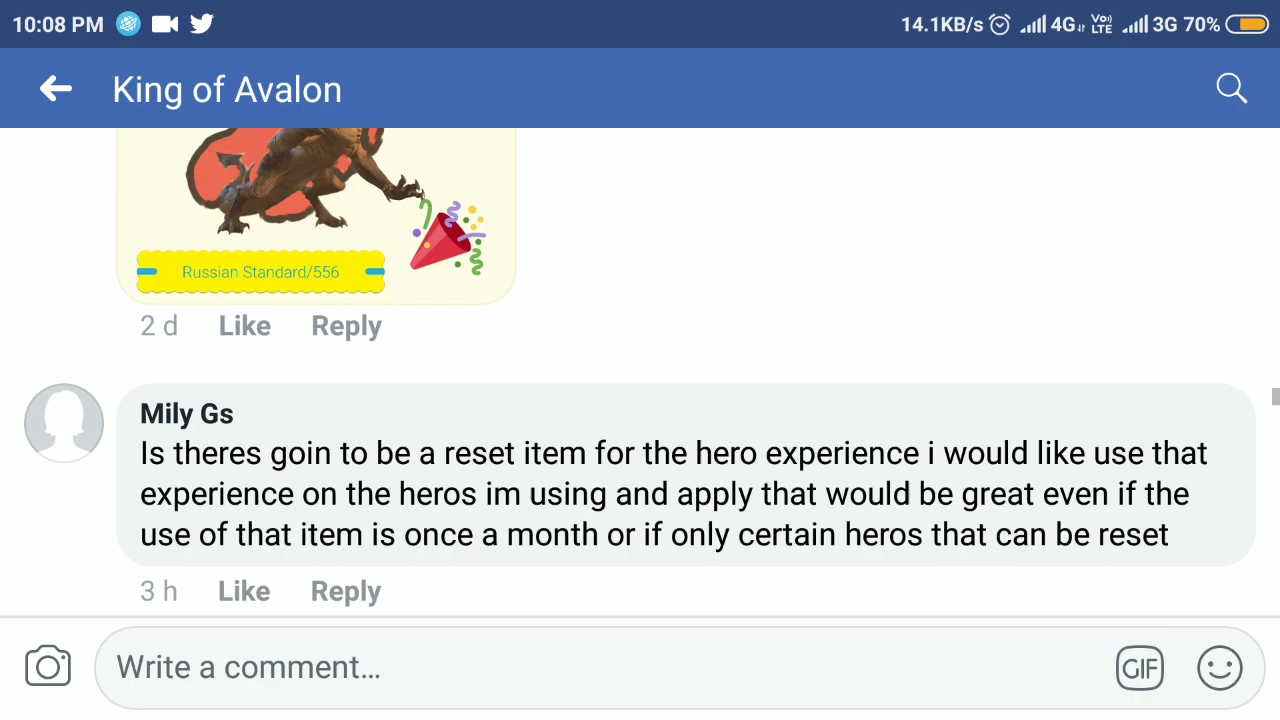 10:08 PM 14.1KB/s 4G Vo)) LTE 3G 70%
King of Avalon
Russian Standard/556
2 d Like Reply
Mily Gs
Is theres goin to be a reset item for the hero experience i would like use that
experience on the heros im using and apply that would be great even if the
use of that item is once a month or if only certain heros that can be reset
3 h Like Reply
Write a comment... GIF